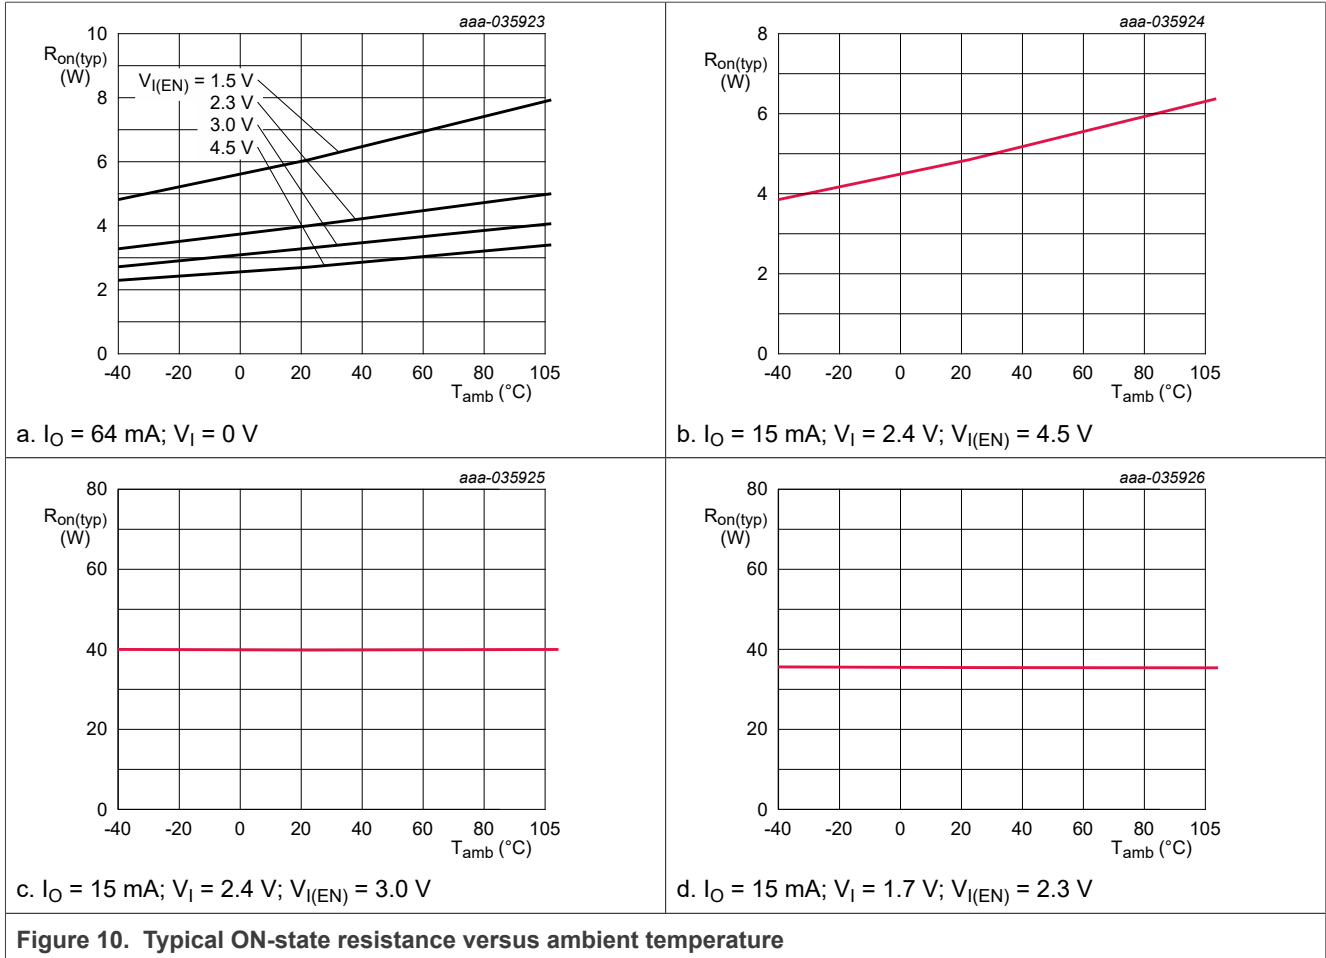 aaa-035923
10
Ron(typ)
(W)
VI(EN) = 1.5 V
2.3 V
3.0 V
4.5 V
8
6
4
2
0
-40 -20 0 20 40 60 80 105
Tamb (°C)
a. IO = 64 mA; VI = 0 V
aaa-035924
8
Ron(typ)
(W)
6
4
2
0
-40 -20 0 20 40 60 80 105
Tamb (°C)
b. IO = 15 mA; VI = 2.4 V; VI(EN) = 4.5 V
aaa-035925
80
Ron(typ)
(W)
60
40
20
0
-40 -20 0 20 40 60 80 105
Tamb (°C)
c. IO = 15 mA; VI = 2.4 V; VI(EN) = 3.0 V
aaa-035926
80
Ron(typ)
(W)
60
40
20
0
-40 -20 0 20 40 60 80 105
Tamb (°C)
d. IO = 15 mA; VI = 1.7 V; VI(EN) = 2.3 V
Figure 10. Typical ON-state resistance versus ambient temperature